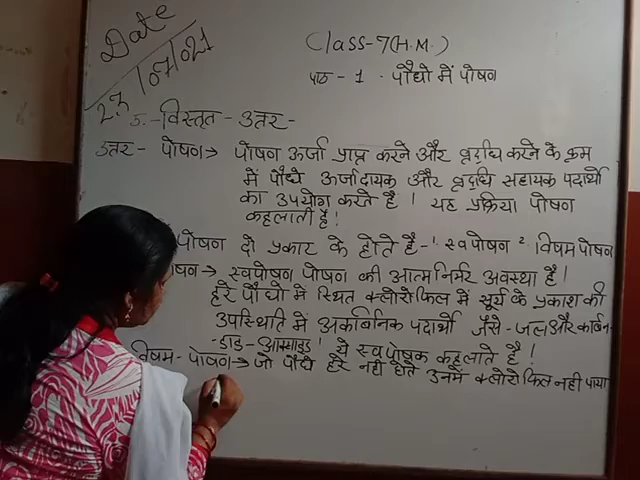 Date
27/07/021
Class-7(H.M.)
पाठ - 1 . पौधो में पोषण
5.-विस्तृत-उत्तर-
उत्तर - पोषण→ पोषण ऊर्जा प्राप्त करने और वृद्धि करने के क्रम
में पौधे ऊर्जादायक और वृद्धि सहायक पदार्थो
का उपयोग करते है। यह प्रक्रिया पोषण
कहलाती है!
पोषण दो प्रकार के होते है-1 स्वपोषण 2 विषमपोषण
षण→ स्वपोषण पोषण की आत्मनिर्भर अवस्था है!
हरे पौधो में स्थित क्लोरोफिल में सूर्य के प्रकाश की
उपस्थिति में अकार्बनिक पदार्थो जैसे-जल और कार्बन-
-डाइ-आक्साइड! ये स्वपोषक कहलाते है!
विषम-पोषण→ जो पौधे हरे नही होते उनमें क्लोरोफिल नही पाया